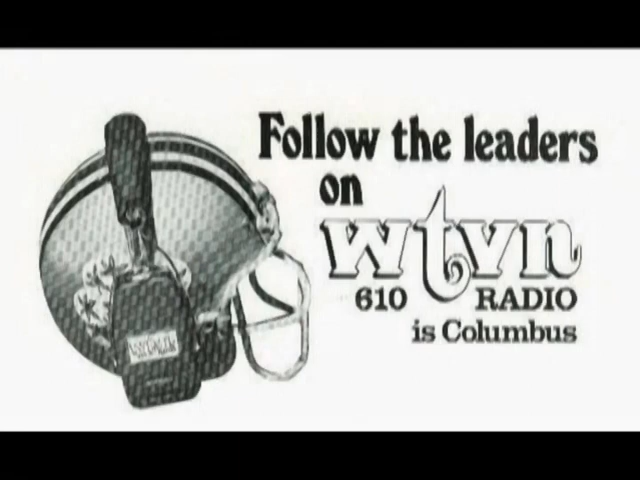 Follow the leaders
on
wtvn
610 RADIO
is Columbus